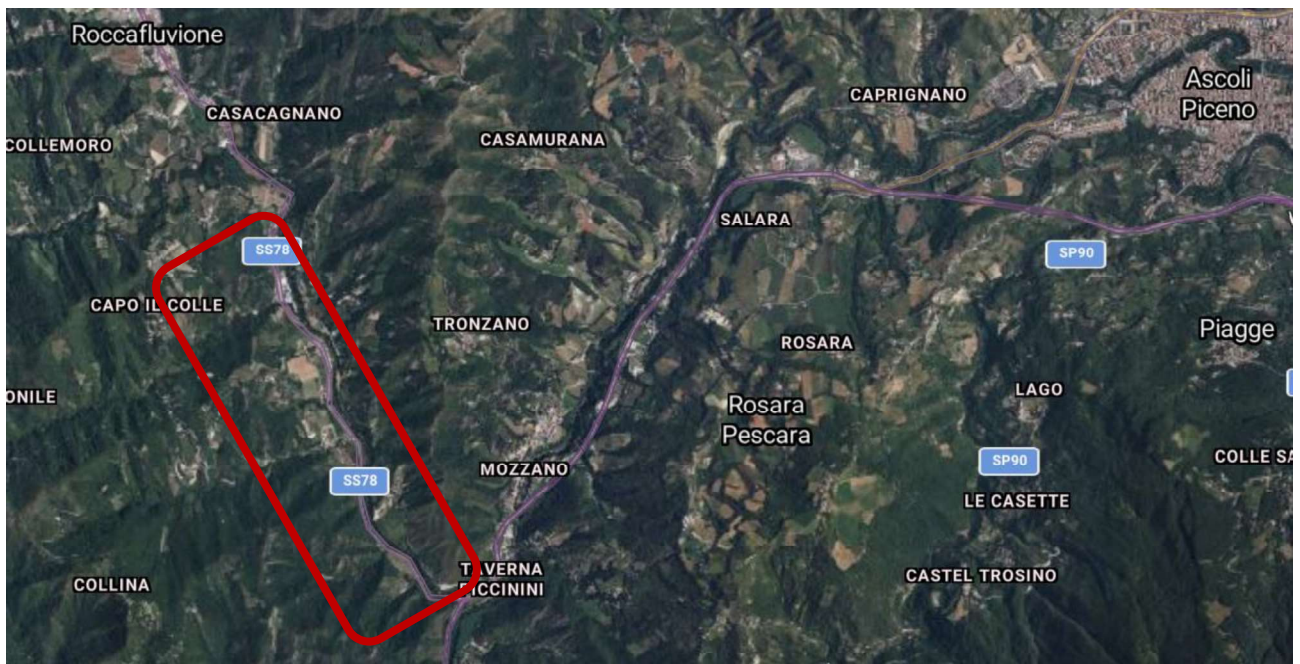 Roccafluvione
CASACAGNANO
COLLEMORO
CASAMURANA
CAPRIGNANO
Ascoli
Piceno
SALARA
SS78
SP90
CAPO IL COLLE
TRONZANO
ROSARA
Piagge
ONILE
LAGO
Rosara
Pescara
MOZZANO
SS78
SP90
COLLE SA
LE CASETTE
COLLINA
TAVERNA
PICCININI
CASTEL TROSINO